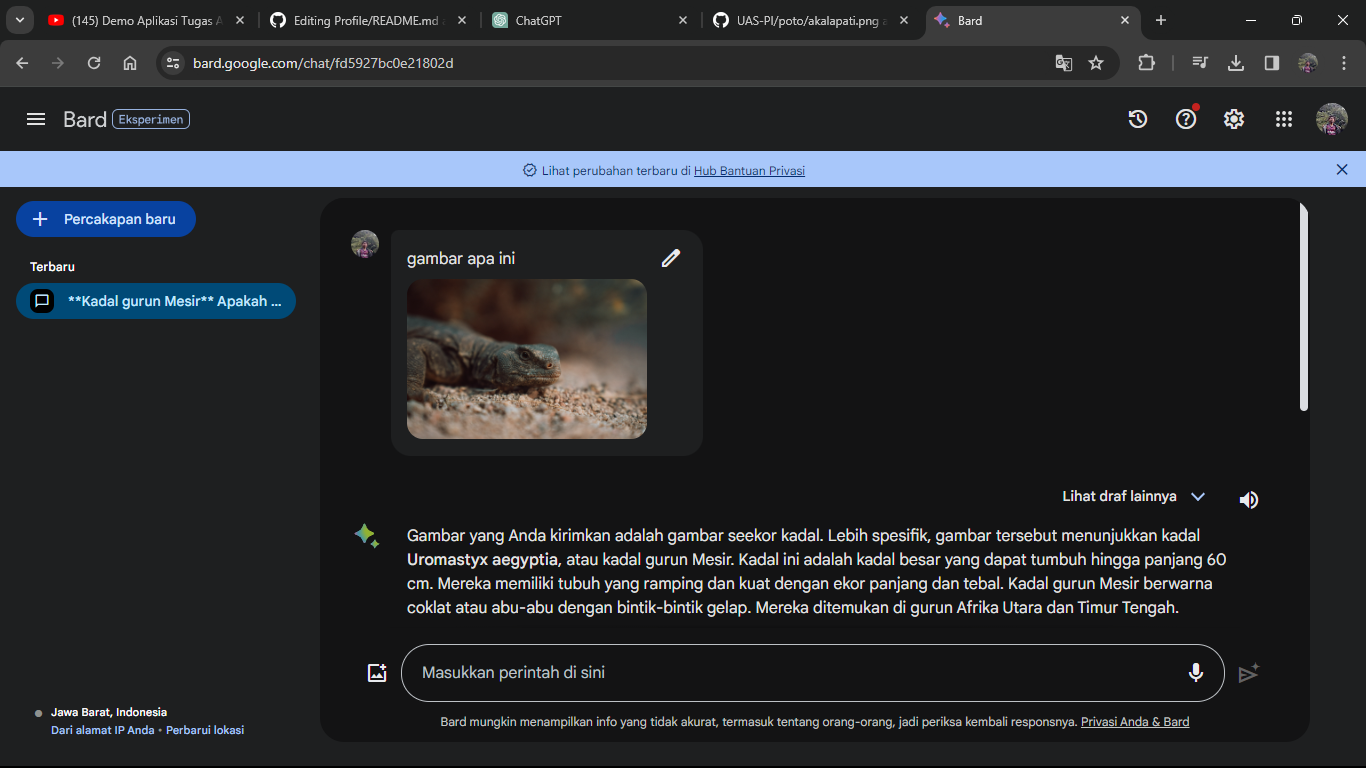 (145) Demo Aplikasi Tugas A
Editing Profile/README.md
ChatGPT
UAS-PI/poto/akalapati.png a
Bard
bard.google.com/chat/fd5927bc0e21802d
Bard Eksperimen
Lihat perubahan terbaru di Hub Bantuan Privasi
Percakapan baru
Terbaru
**Kadal gurun Mesir** Apakah ...
gambar apa ini
Lihat draf lainnya
Gambar yang Anda kirimkan adalah gambar seekor kadal. Lebih spesifik, gambar tersebut menunjukkan kadal
Uromastyx aegyptia, atau kadal gurun Mesir. Kadal ini adalah kadal besar yang dapat tumbuh hingga panjang 60
cm. Mereka memiliki tubuh yang ramping dan kuat dengan ekor panjang dan tebal. Kadal gurun Mesir berwarna
coklat atau abu-abu dengan bintik-bintik gelap. Mereka ditemukan di gurun Afrika Utara dan Timur Tengah.
Masukkan perintah di sini
Bard mungkin menampilkan info yang tidak akurat, termasuk tentang orang-orang, jadi periksa kembali responsnya. Privasi Anda & Bard
Jawa Barat, Indonesia
Dari alamat IP Anda • Perbarui lokasi